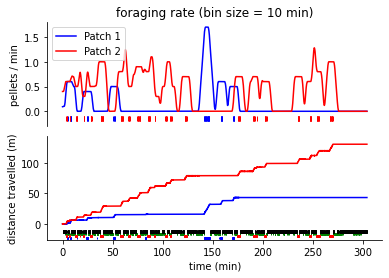 foraging rate (bin size = 10 min)
pellets / min
1.5
1.0
0.5
0.0
Patch 1
Patch 2
distance travelled (m)
100
50
0
0 50 100 150 200 250 300
time (min)